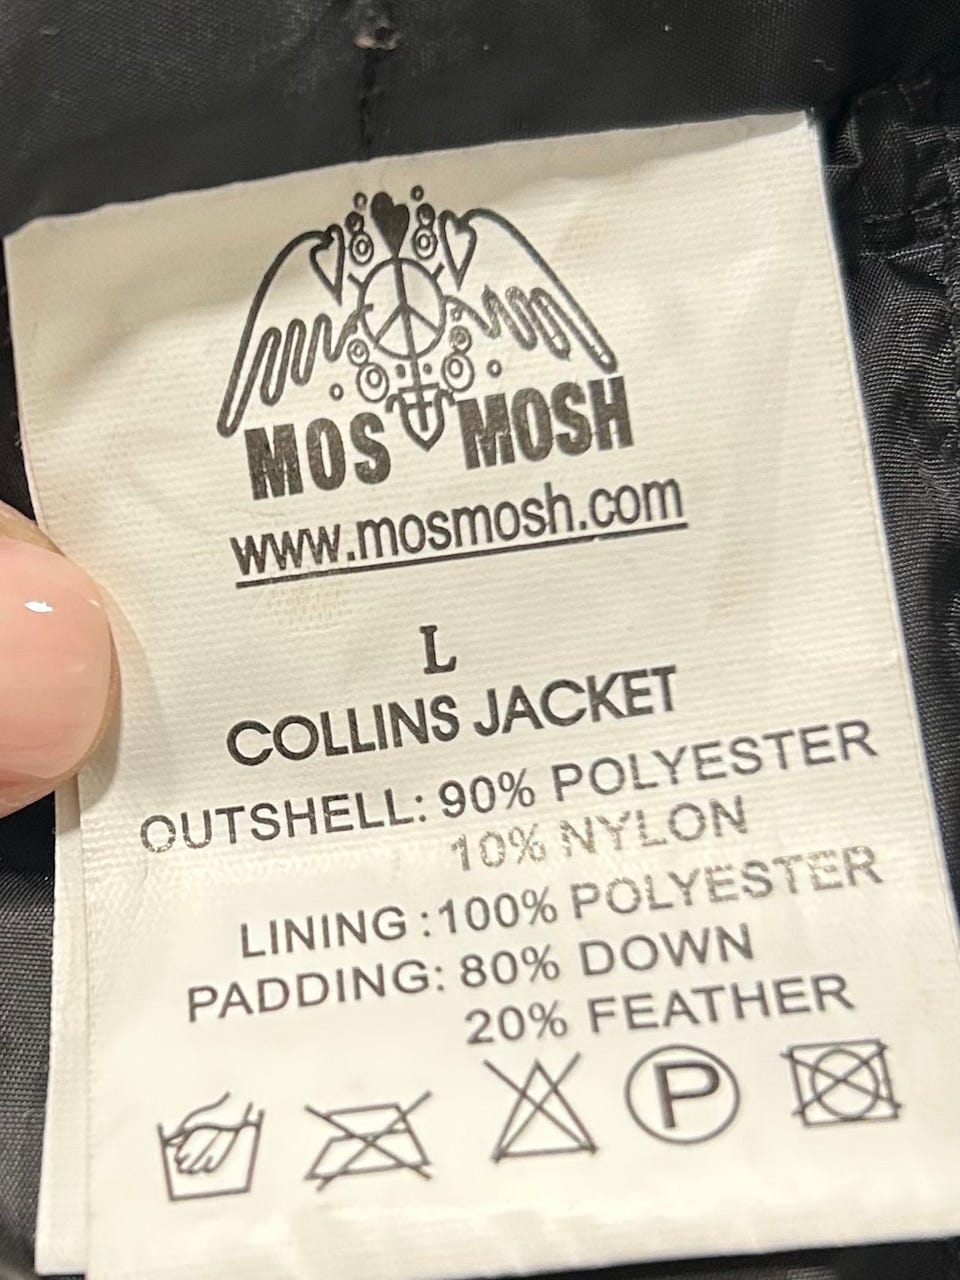 MOS MOSH
www.mosmosh.com
L
COLLINS JACKET
OUTSHELL: 90% POLYESTER
10% NYLON
LINING :100% POLYESTER
PADDING: 80% DOWN
20% FEATHER
P